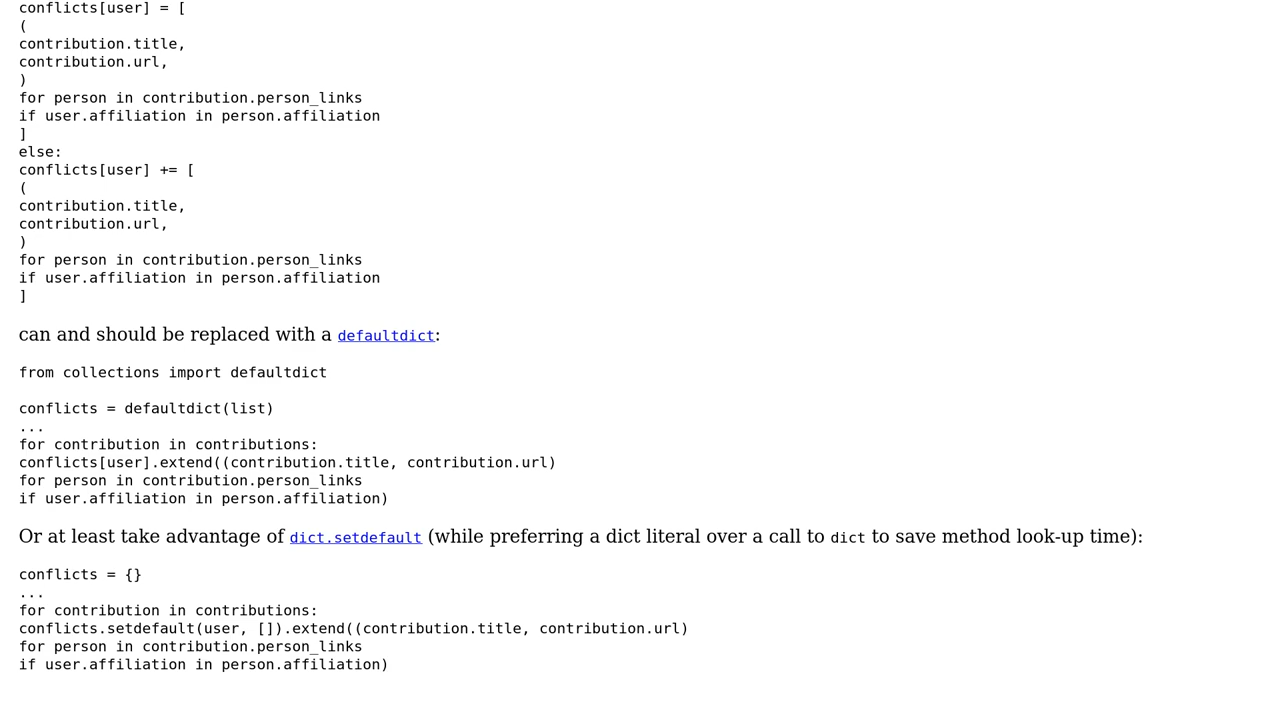 conflicts[user] = [
(
contribution.title,
contribution.url,
)
for person in contribution.person_links
if user.affiliation in person.affiliation
]
else:
conflicts[user] += [
(
contribution.title,
contribution.url,
)
for person in contribution.person_links
if user.affiliation in person.affiliation
]
can and should be replaced with a defaultdict:
from collections import defaultdict
conflicts = defaultdict(list)
...
for contribution in contributions:
conflicts[user].extend((contribution.title, contribution.url)
for person in contribution.person_links
if user.affiliation in person.affiliation)
Or at least take advantage of dict.setdefault (while preferring a dict literal over a call to dict to save method look-up time):
conflicts = {}
...
for contribution in contributions:
conflicts.setdefault(user, []).extend((contribution.title, contribution.url)
for person in contribution.person_links
if user.affiliation in person.affiliation)